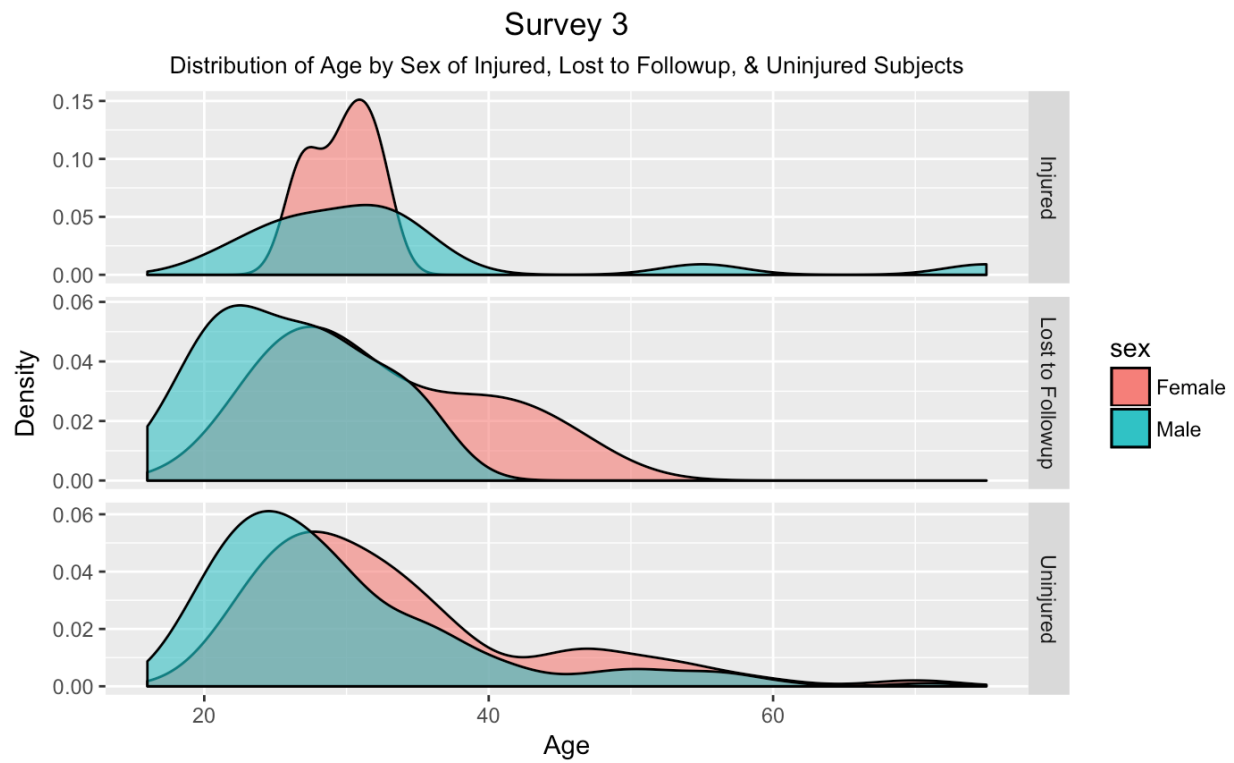 Survey 3
Distribution of Age by Sex of Injured, Lost to Followup, & Uninjured Subjects
0.15
0.10
0.05
0.00
Injured
0.06
0.04
0.02
0.00
Lost to Followup
0.06
0.04
0.02
0.00
Uninjured
Density
20 40 60
Age
sex
Female
Male